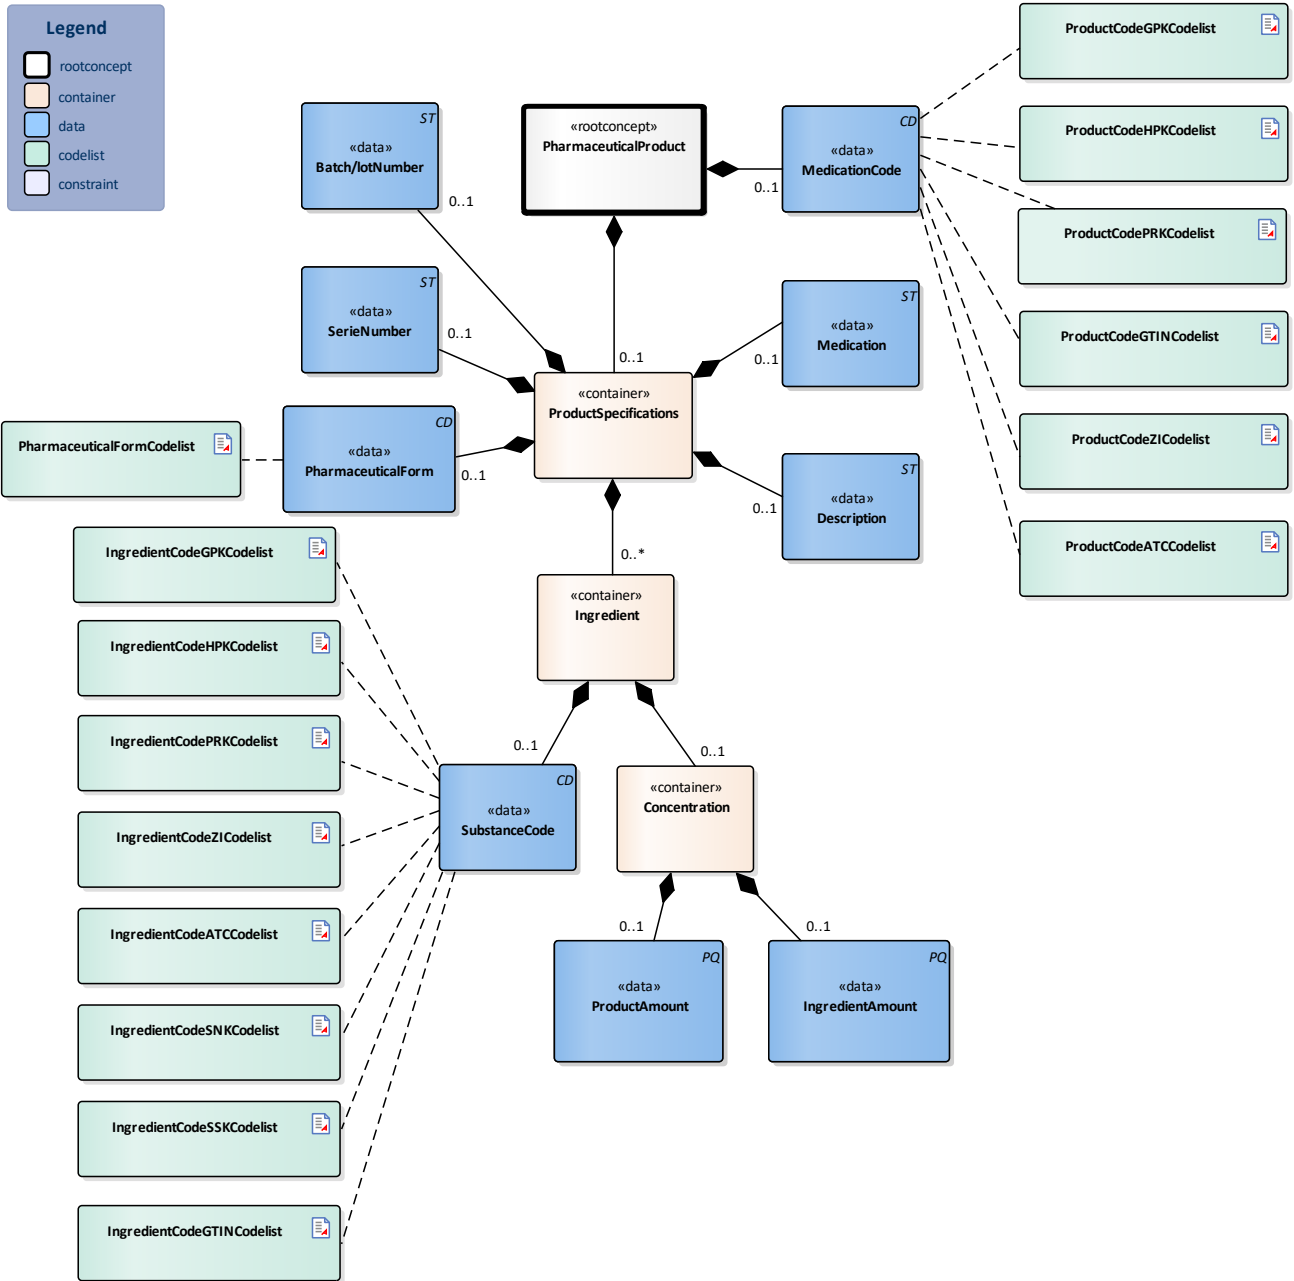 Legend
rootconcept
container
data
codelist
constraint
ST
«data»
Batch/lotNumber
0..1
«rootconcept»
PharmaceuticalProduct
0..1
CD
«data»
MedicationCode
0..1
ProductCodeGPKCodelist
ProductCodeHPKCodelist
ProductCodePRKCodelist
ProductCodeGTINCodelist
ProductCodeZICodelist
ProductCodeATCCodelist
ST
«data»
SerieNumber
0..1
ST
«data»
Medication
0..1
«container»
ProductSpecifications
PharmaceuticalFormCodelist
CD
«data»
PharmaceuticalForm
0..1
ST
«data»
Description
0..1
0..*
«container»
Ingredient
0..1
0..1
IngredientCodeGPKCodelist
IngredientCodeHPKCodelist
IngredientCodePRKCodelist
IngredientCodeZICodelist
IngredientCodeATCCodelist
IngredientCodeSNKCodelist
IngredientCodeSSKCodelist
IngredientCodeGTINCodelist
CD
«data»
SubstanceCode
«container»
Concentration
0..1
0..1
PQ
«data»
ProductAmount
PQ
«data»
IngredientAmount